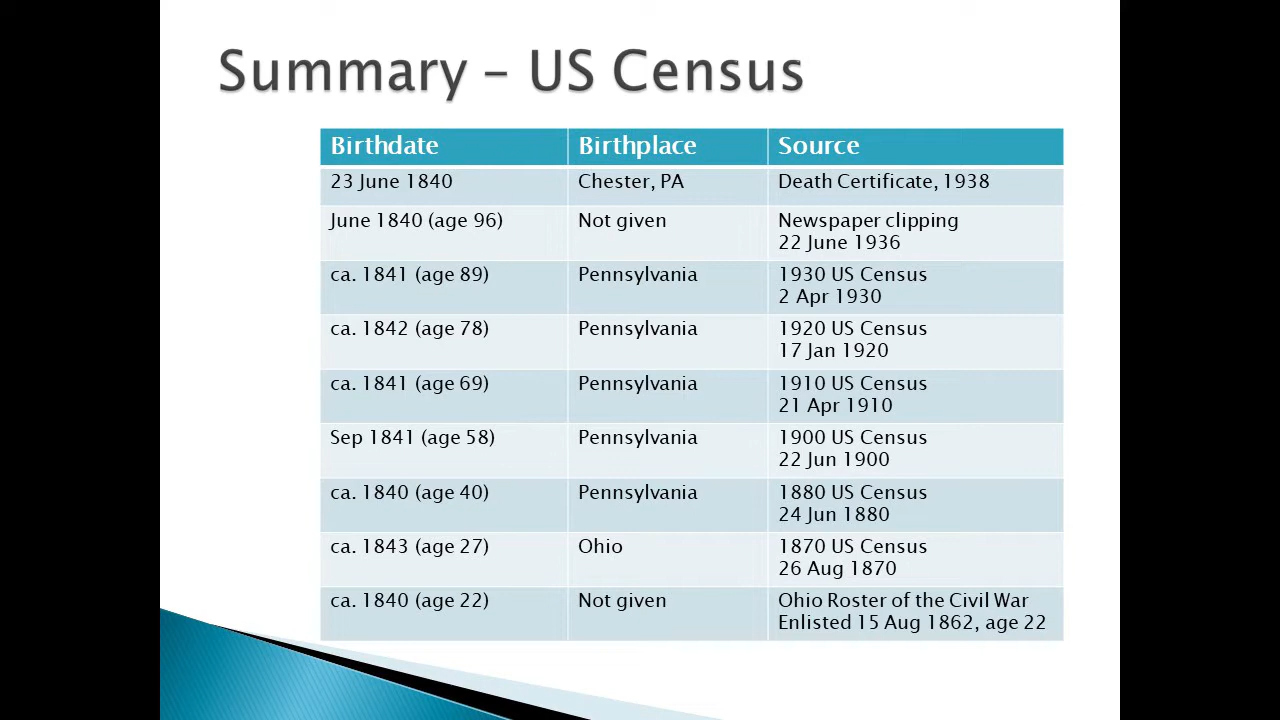 Summary – US Census
Birthdate Birthplace Source
23 June 1840 Chester, PA Death Certificate, 1938
June 1840 (age 96) Not given Newspaper clipping
22 June 1936
ca. 1841 (age 89) Pennsylvania 1930 US Census
2 Apr 1930
ca. 1842 (age 78) Pennsylvania 1920 US Census
17 Jan 1920
ca. 1841 (age 69) Pennsylvania 1910 US Census
21 Apr 1910
Sep 1841 (age 58) Pennsylvania 1900 US Census
22 Jun 1900
ca. 1840 (age 40) Pennsylvania 1880 US Census
24 Jun 1880
ca. 1843 (age 27) Ohio 1870 US Census
26 Aug 1870
ca. 1840 (age 22) Not given Ohio Roster of the Civil War
Enlisted 15 Aug 1862, age 22